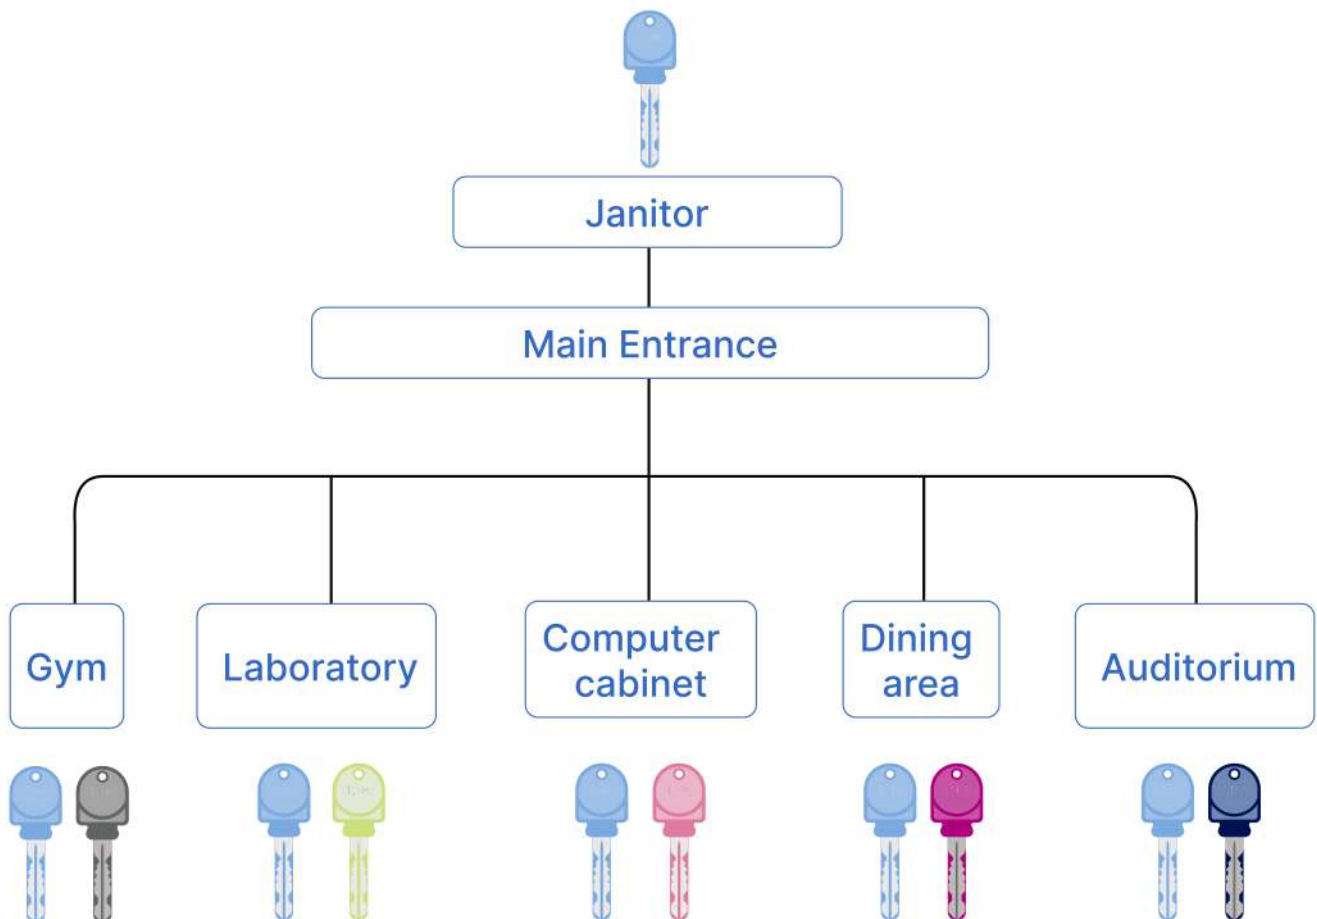 Janitor
Main Entrance
Gym
Laboratory
Computer
cabinet
Dining
area
Auditorium